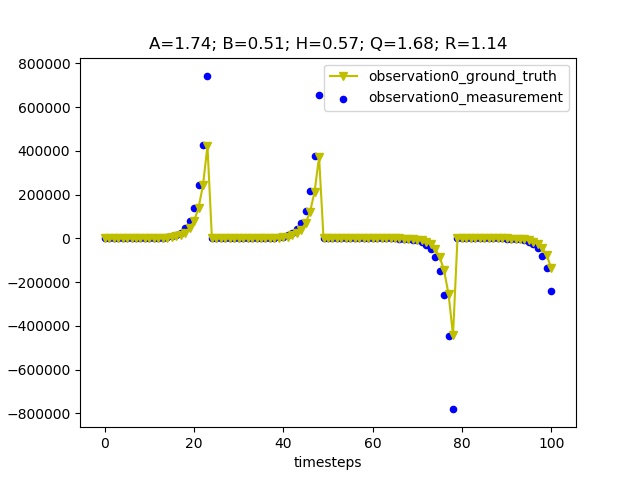 A=1.74; B=0.51; H=0.57; Q=1.68; R=1.14
observation0_ground_truth
observation0_measurement
800000
600000
400000
200000
0
−200000
−400000
−600000
−800000
0 20 40 60 80 100
timesteps